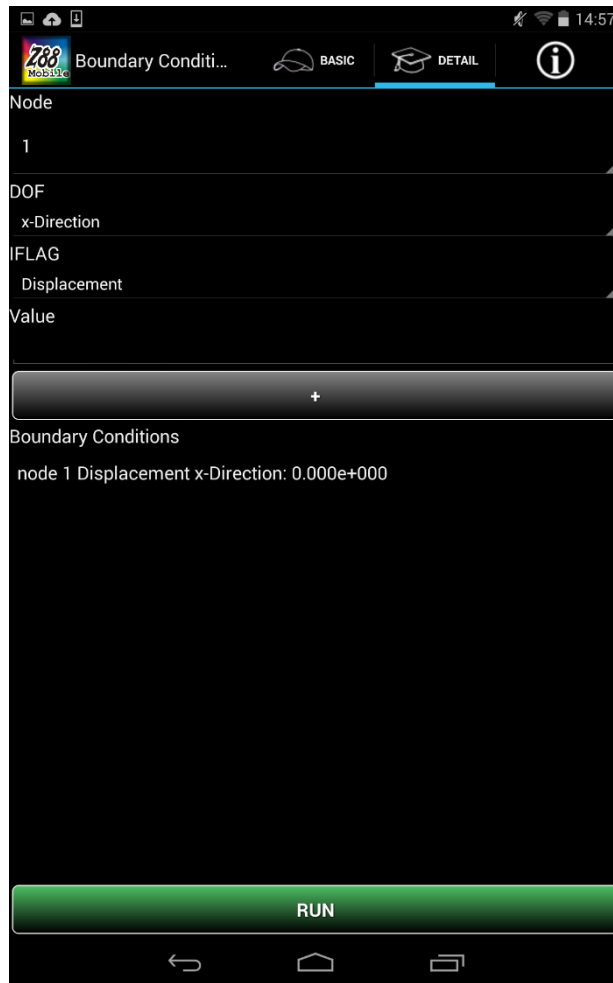 14:57
Z88
Mobile
Boundary Conditi...
BASIC
DETAIL
i
Node
1
DOF
x-Direction
IFLAG
Displacement
Value
+
Boundary Conditions
node 1 Displacement x-Direction: 0.000e+000
RUN